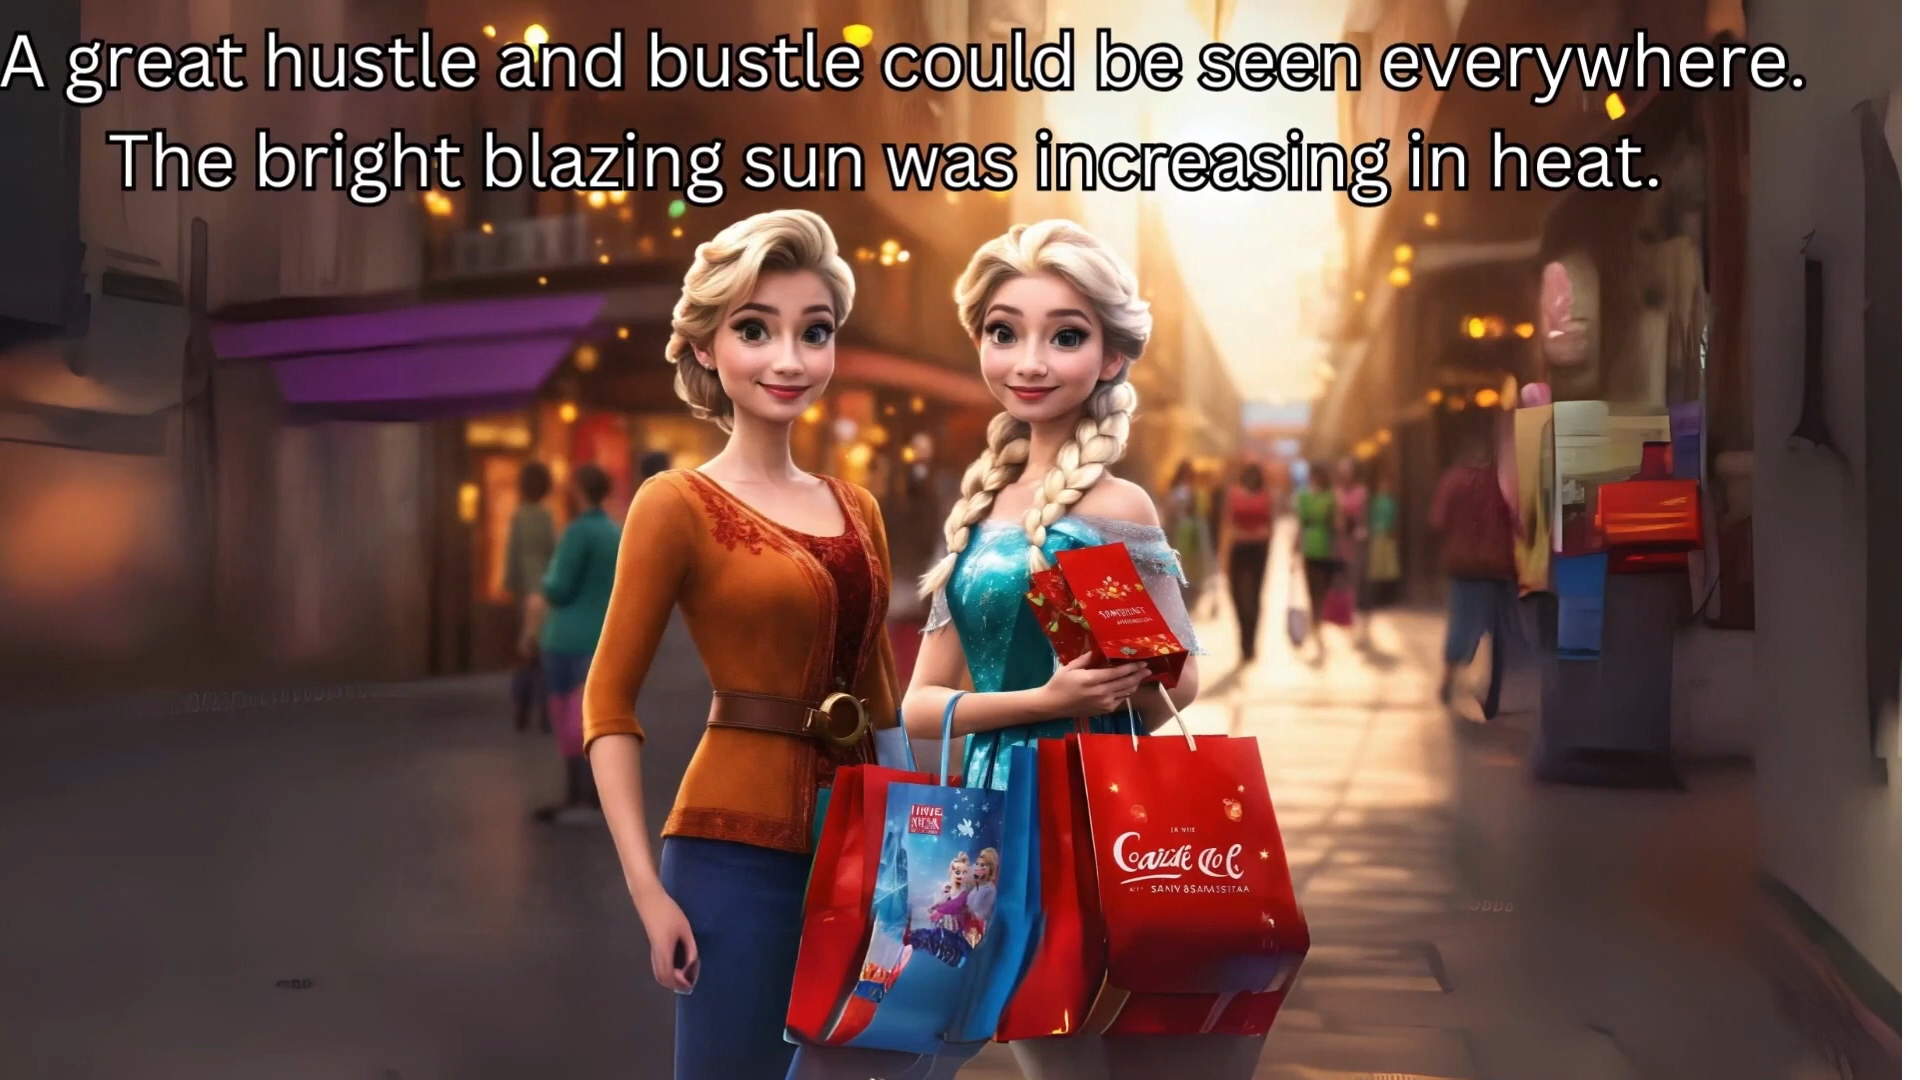 A great hustle and bustle could be seen everywhere.
The bright blazing sun was increasing in heat.